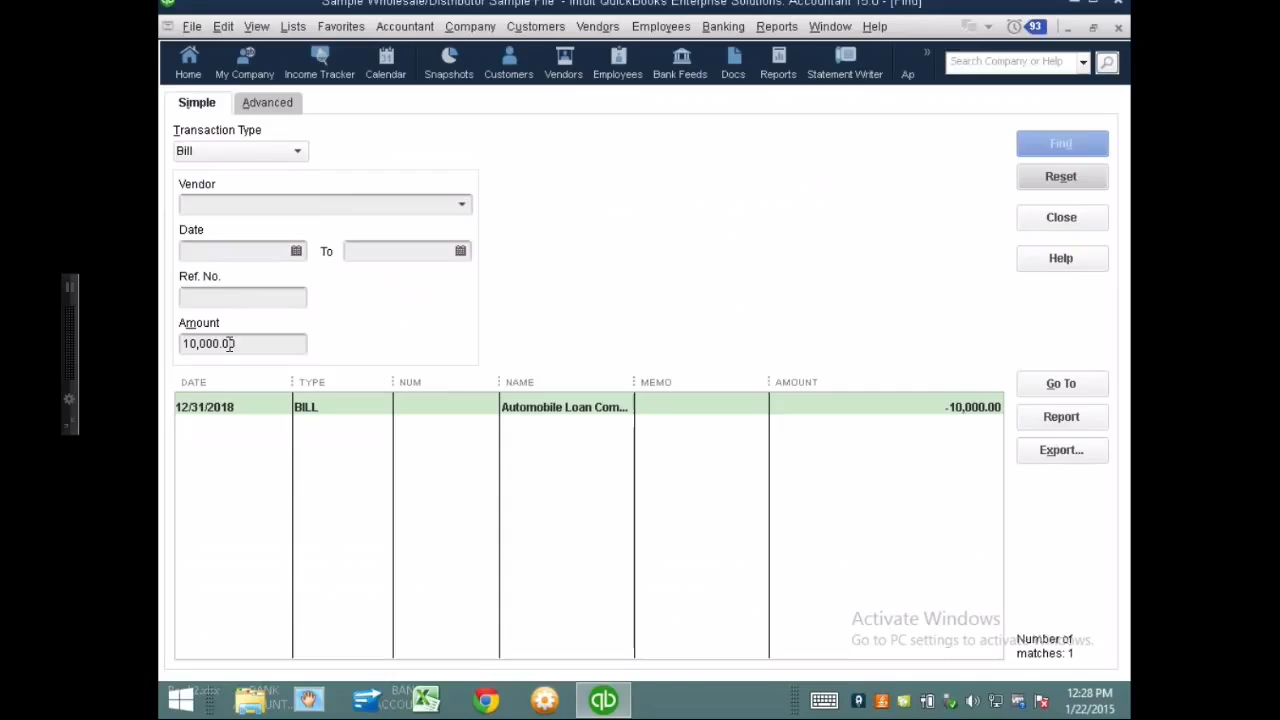 Sample Wholesale/Distributor Sample File - Intuit QuickBooks Enterprise Solutions: Accountant 15.0 - [Find]
File Edit View Lists Favorites Accountant Company Customers Vendors Employees Banking Reports Window Help 93
Home My Company Income Tracker Calendar Snapshots Customers Vendors Employees Bank Feeds Docs Reports Statement Writer Ap » Search Company or Help
Simple Advanced
Transaction Type
Bill
Find
Reset
Close
Help
Vendor
Date
To
Ref. No.
Amount
10,000.00
DATE TYPE NUM NAME MEMO AMOUNT
12/31/2018 BILL Automobile Loan Com... -10,000.00
Go To
Report
Export...
Activate Windows
Go to PC settings to activate Windows.
Number of
matches: 1
12:28 PM
1/22/2015